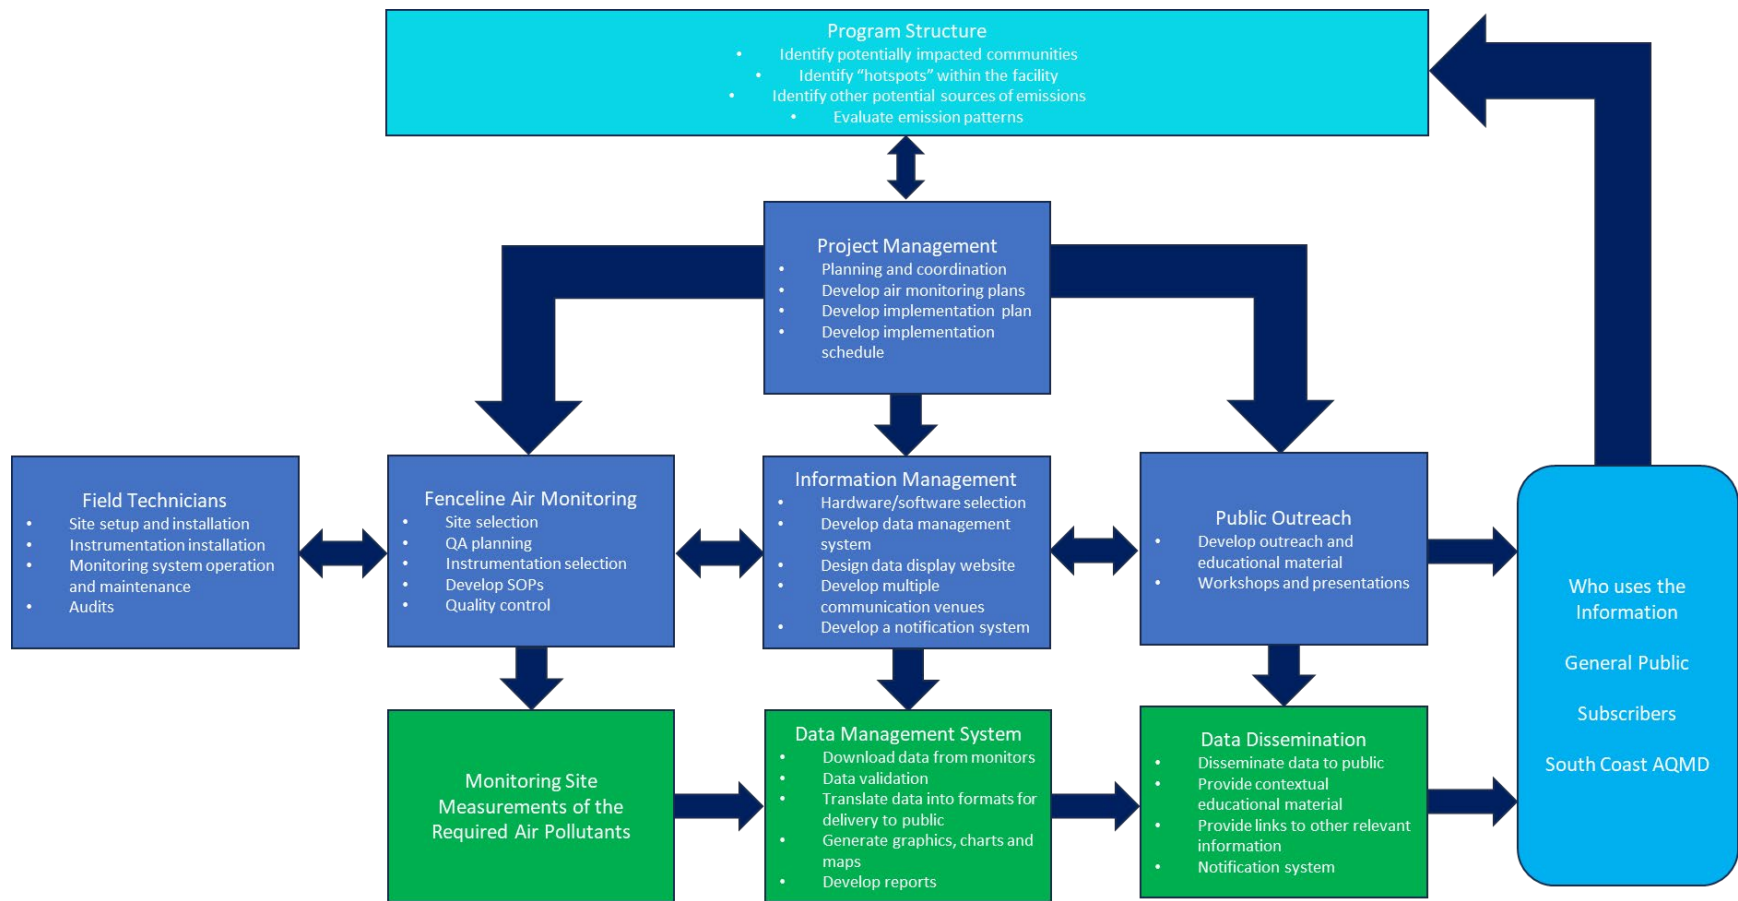 Program Structure
• Identify potentially impacted communities
• Identify “hotspots” within the facility
• Identify other potential sources of emissions
• Evaluate emission patterns
Project Management
• Planning and coordination
• Develop air monitoring plans
• Develop implementation plan
• Develop implementation
schedule
Field Technicians
• Site setup and installation
• Instrumentation installation
• Monitoring system operation
and maintenance
• Audits
Fenceline Air Monitoring
• Site selection
• QA planning
• Instrumentation selection
• Develop SOPs
• Quality control
Information Management
• Hardware/software selection
• Develop data management
system
• Design data display website
• Develop multiple
communication venues
• Develop a notification system
Public Outreach
• Develop outreach and
educational material
• Workshops and presentations
Who uses the
Information
General Public
Subscribers
South Coast AQMD
Monitoring Site
Measurements of the
Required Air Pollutants
Data Management System
• Download data from monitors
• Data validation
• Translate data into formats for
delivery to public
• Generate graphics, charts and
maps
• Develop reports
Data Dissemination
• Disseminate data to public
• Provide contextual
educational material
• Provide links to other relevant
information
• Notification system